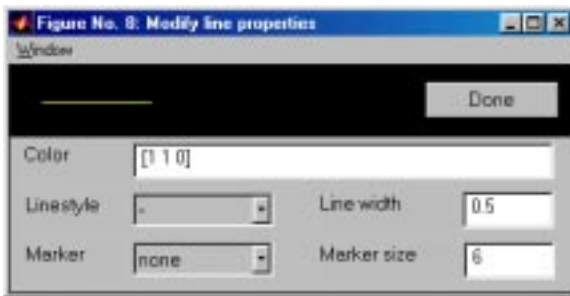 Figure No. 8: Modify line properties
Window
Done
Color [1 1 0]
Linestyle - Line width 0.5
Marker none Marker size 6